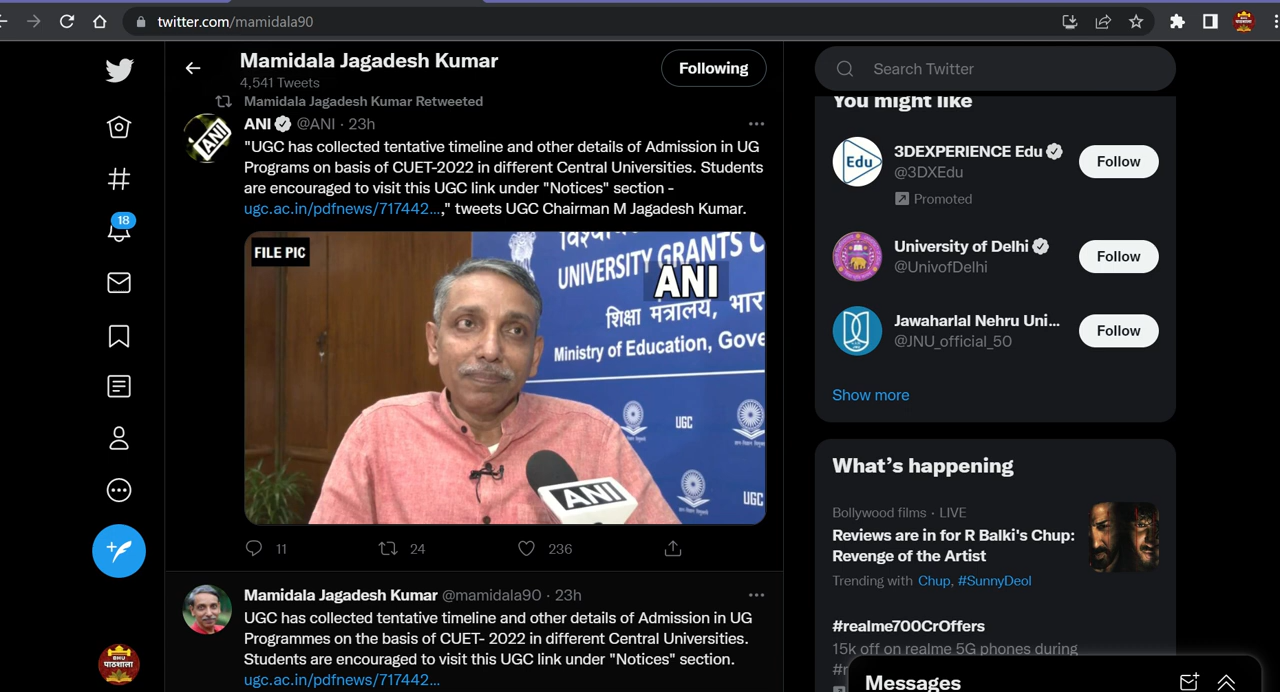 twitter.com/mamidala90
Mamidala Jagadesh Kumar
4,541 Tweets
Following
Mamidala Jagadesh Kumar Retweeted
ANI @ANI · 23h
"UGC has collected tentative timeline and other details of Admission in UG
Programs on basis of CUET-2022 in different Central Universities. Students
are encouraged to visit this UGC link under "Notices" section -
ugc.ac.in/pdfnews/717442…," tweets UGC Chairman M Jagadesh Kumar.
FILE PIC
UNIVERSITY GRANTS C
ANI
शिक्षा मंत्रालय, भार
Ministry of Education, Gove
UGC
UGC
ANI
11
24
236
Mamidala Jagadesh Kumar @mamidala90 · 23h
UGC has collected tentative timeline and other details of Admission in UG
Programmes on the basis of CUET- 2022 in different Central Universities.
Students are encouraged to visit this UGC link under "Notices" section.
ugc.ac.in/pdfnews/717442…
18
BHU
पाठशाला
Search Twitter
You might like
Edu
3DEXPERIENCE Edu
@3DXEdu
Promoted
Follow
University of Delhi
@UnivofDelhi
Follow
Jawaharlal Nehru Uni...
@JNU_official_50
Follow
Show more
What's happening
Bollywood films · LIVE
Reviews are in for R Balki's Chup:
Revenge of the Artist
Trending with Chup, #SunnyDeol
#realme700CrOffers
15k off on realme 5G phones during
Messages